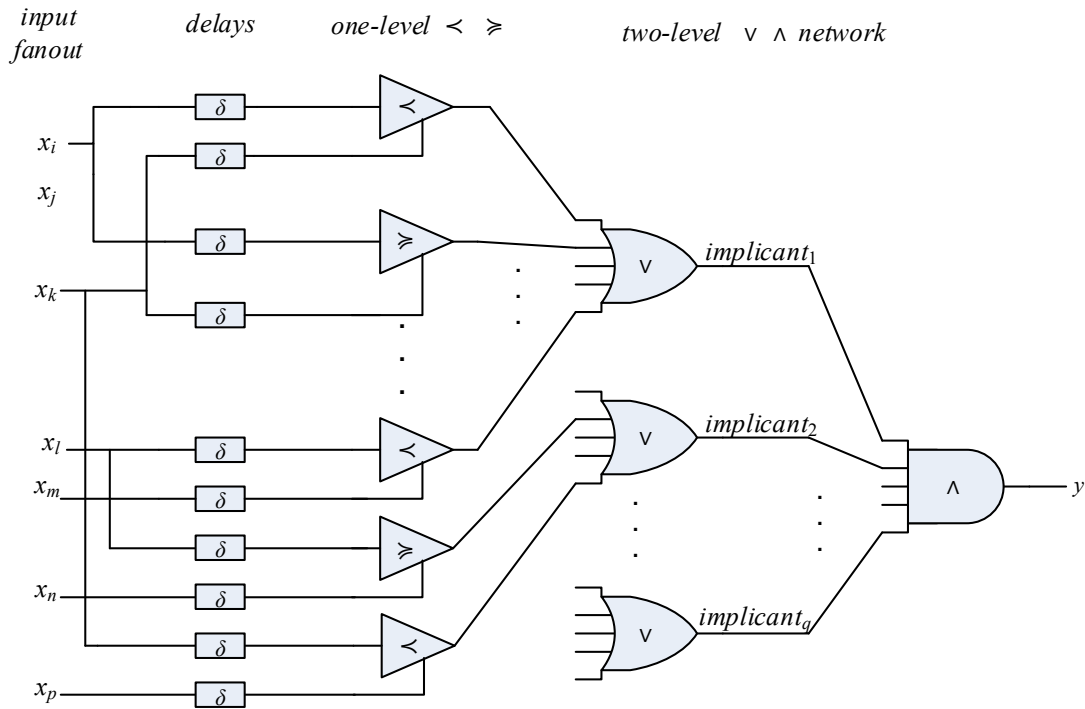 input fanout
delays
one-level ≺ ≽
two-level ∨ ∧ network
δ
≺
x_i
δ
x_j
δ
≽
∨
implicant_1
x_k
δ
x_l
δ
≺
∨
implicant_2
x_m
δ
∧
y
δ
≽
x_n
δ
δ
≺
∨
implicant_q
x_p
δ